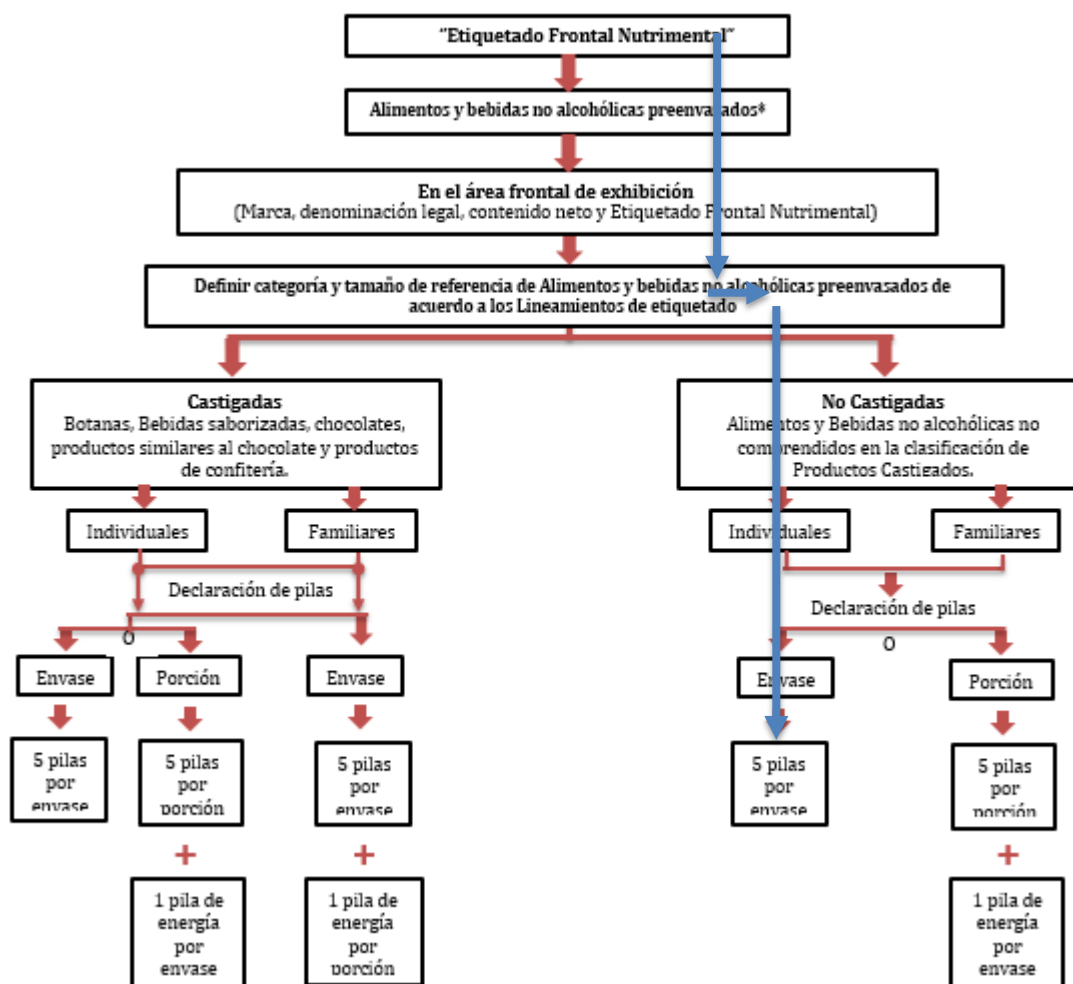 "Etiquetado Frontal Nutrimental"
Alimentos y bebidas no alcohólicas preenvasados*
En el área frontal de exhibición
(Marca, denominación legal, contenido neto y Etiquetado Frontal Nutrimental)
Definir categoría y tamaño de referencia de Alimentos y bebidas no alcohólicas preenvasados de
acuerdo a los Lineamientos de etiquetado
Castigadas
Botanas, Bebidas saborizadas, chocolates,
productos similares al chocolate y productos
de confitería.
No Castigadas
Alimentos y Bebidas no alcohólicas no
comprendidos en la clasificación de
Productos Castigados.
Individuales
Familiares
Individuales
Familiares
Declaración de pilas
Declaración de pilas
O
O
Envase
Porción
Envase
Envase
Porción
5 pilas
por
envase
5 pilas
por
porción
5 pilas
por
envase
5 pilas
por
envase
5 pilas
por
porción
+
+
+
1 pila de
energía
por
envase
1 pila de
energía
por
porción
1 pila de
energía
por
envase